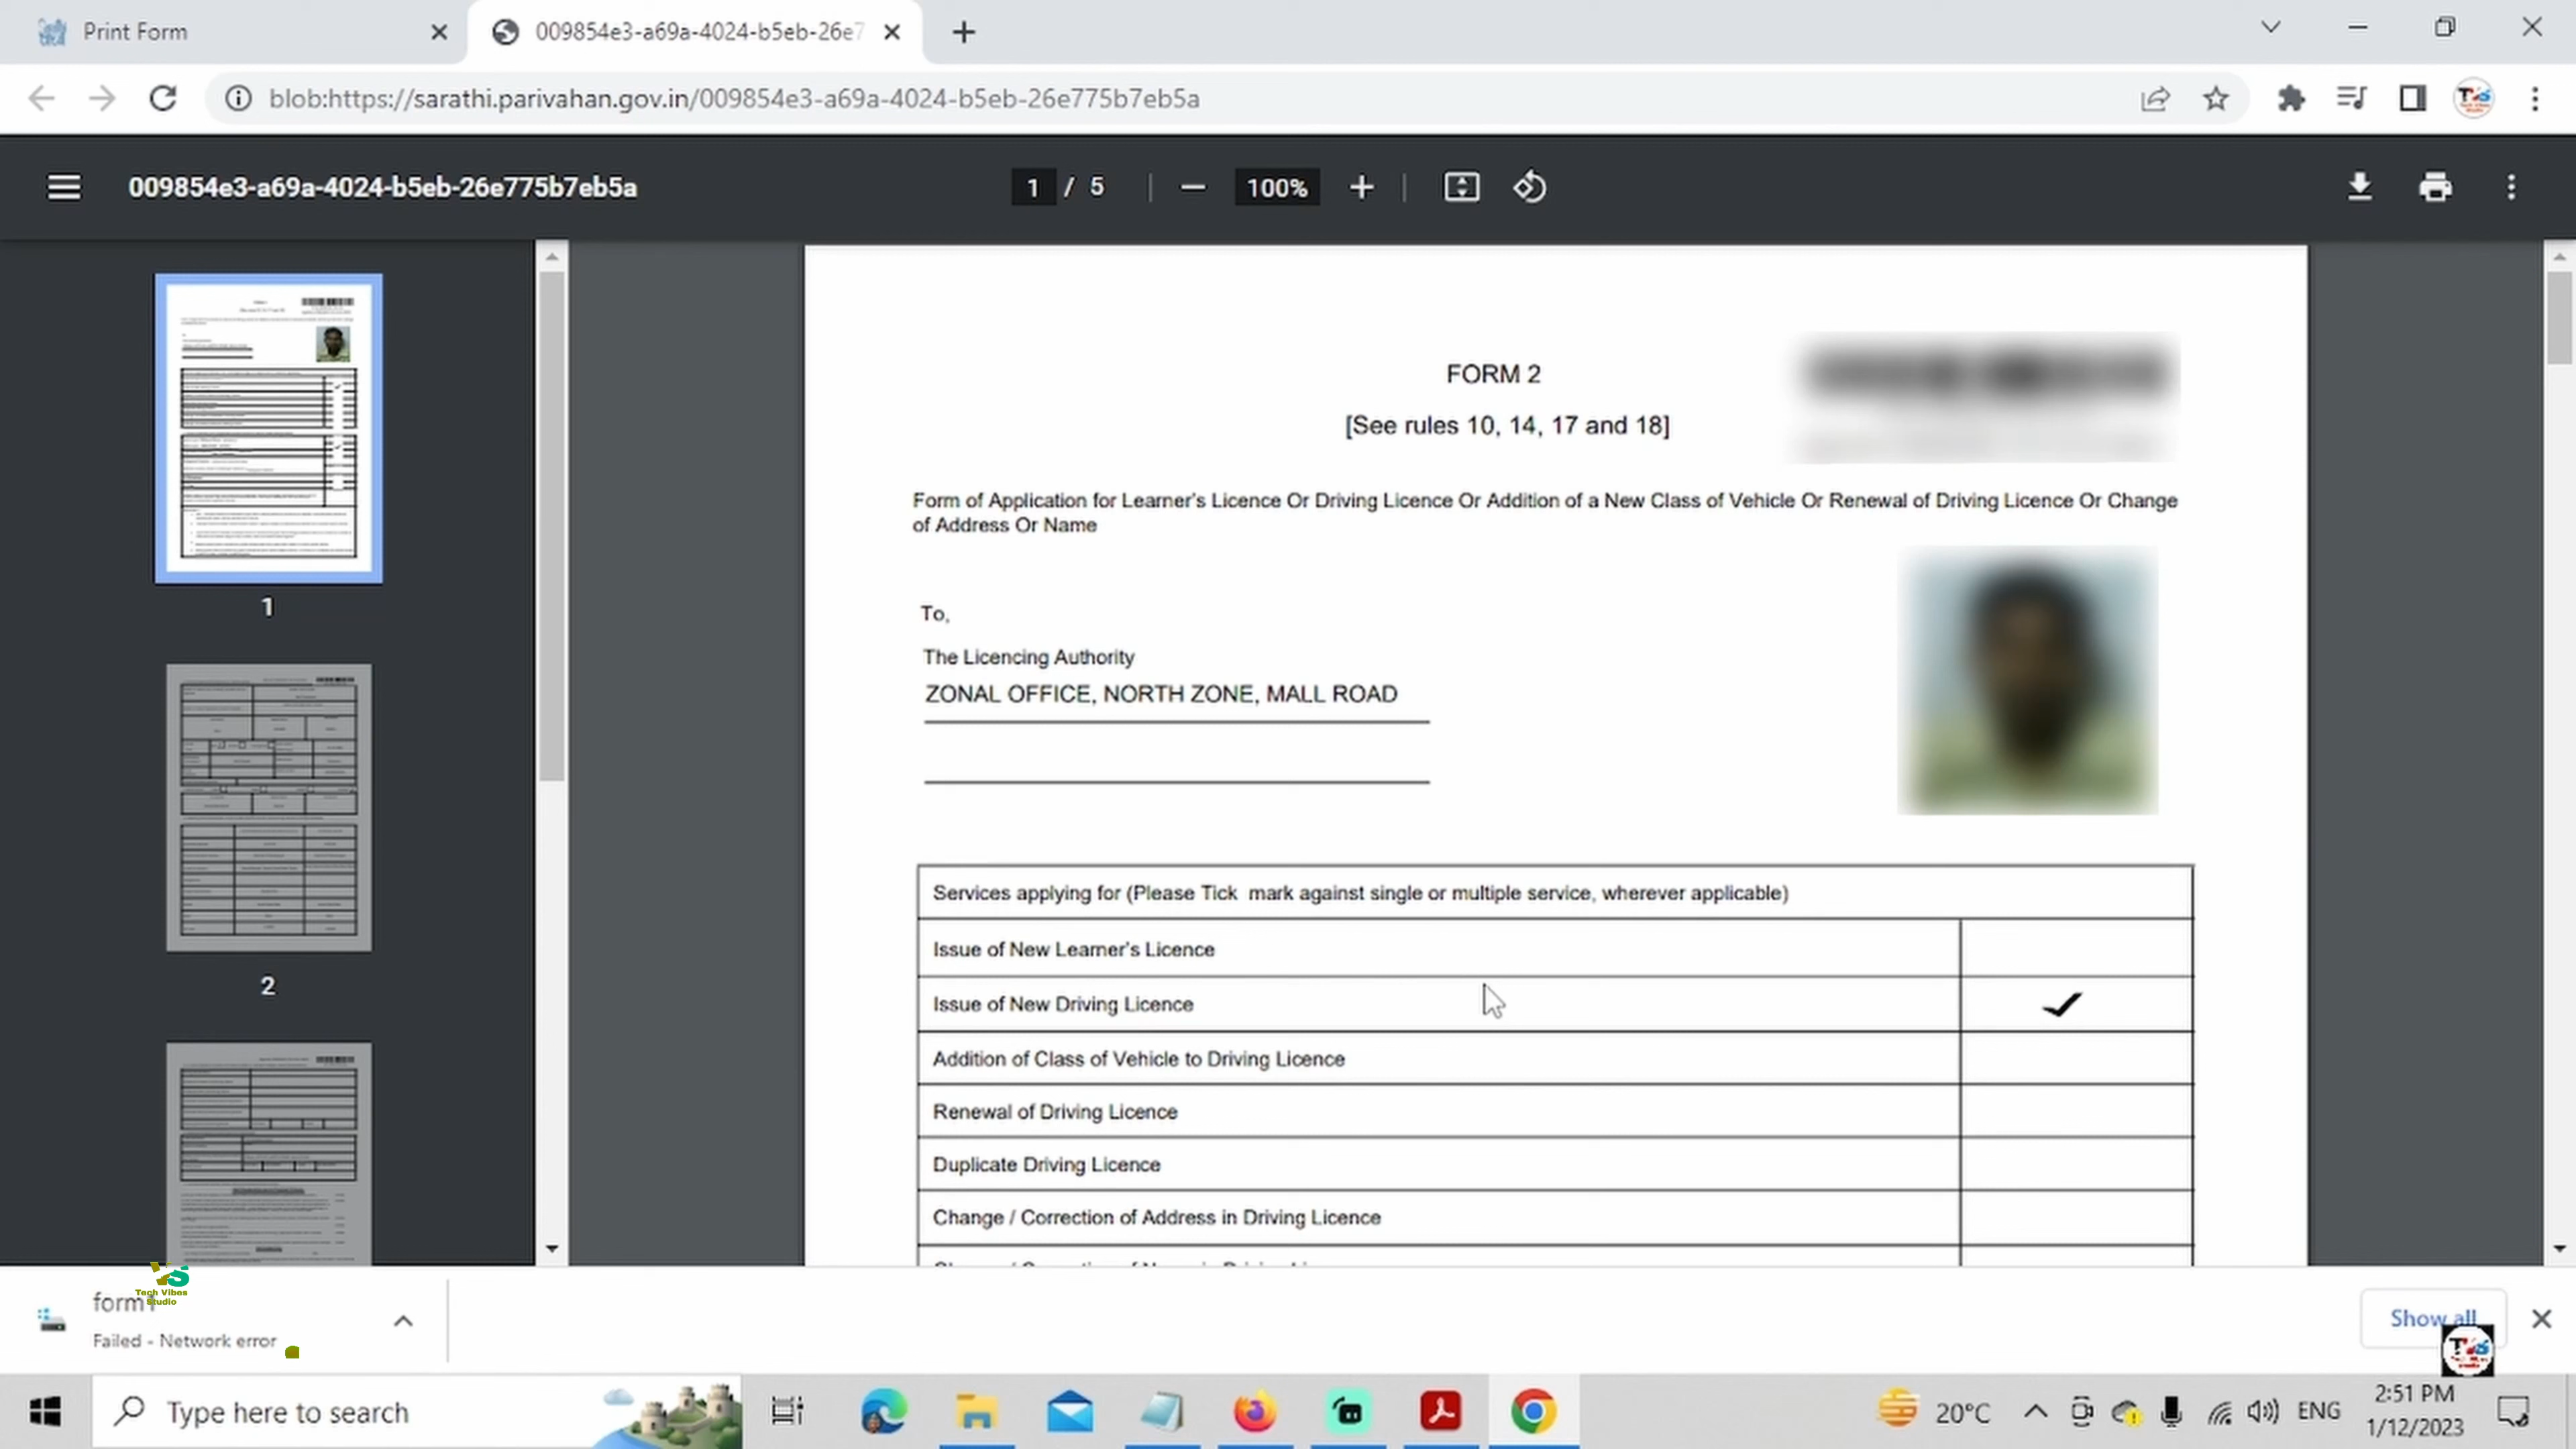 Print Form
009854e3-a69a-4024-b5eb-26e7
blob:https://sarathi.parivahan.gov.in/009854e3-a69a-4024-b5eb-26e775b7eb5a
009854e3-a69a-4024-b5eb-26e775b7eb5a
1 / 5
100%
FORM 2
[See rules 10, 14, 17 and 18]
Form of Application for Learner's Licence Or Driving Licence Or Addition of a New Class of Vehicle Or Renewal of Driving Licence Or Change
of Address Or Name
To,
The Licencing Authority
ZONAL OFFICE, NORTH ZONE, MALL ROAD
Services applying for (Please Tick mark against single or multiple service, wherever applicable)
Issue of New Learner's Licence
Issue of New Driving Licence
Addition of Class of Vehicle to Driving Licence
Renewal of Driving Licence
Duplicate Driving Licence
Change / Correction of Address in Driving Licence
1
2
Tech Vibes
Studio
form1
Failed - Network error
Show all
Type here to search
20°C
ENG
2:51 PM
1/12/2023